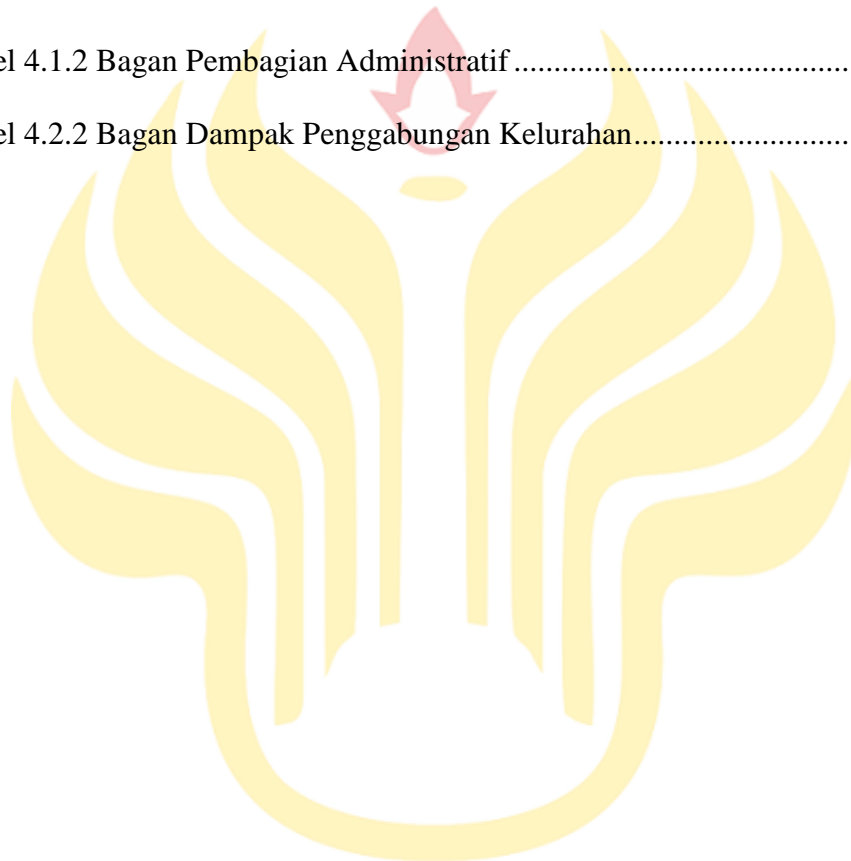 el 4.1.2 Bagan Pembagian Administratif .........................................
el 4.2.2 Bagan Dampak Penggabungan Kelurahan..........................